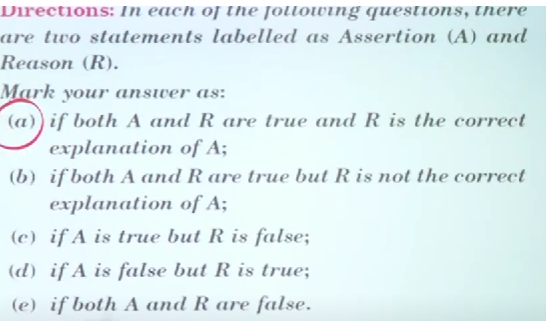 Directions: In each of the following questions, there
are two statements labelled as Assertion (A) and
Reason (R).
Mark your answer as:
(a) if both A and R are true and R is the correct
explanation of A;
(b) if both A and R are true but R is not the correct
explanation of A;
(c) if A is true but R is false;
(d) if A is false but R is true;
(e) if both A and R are false.